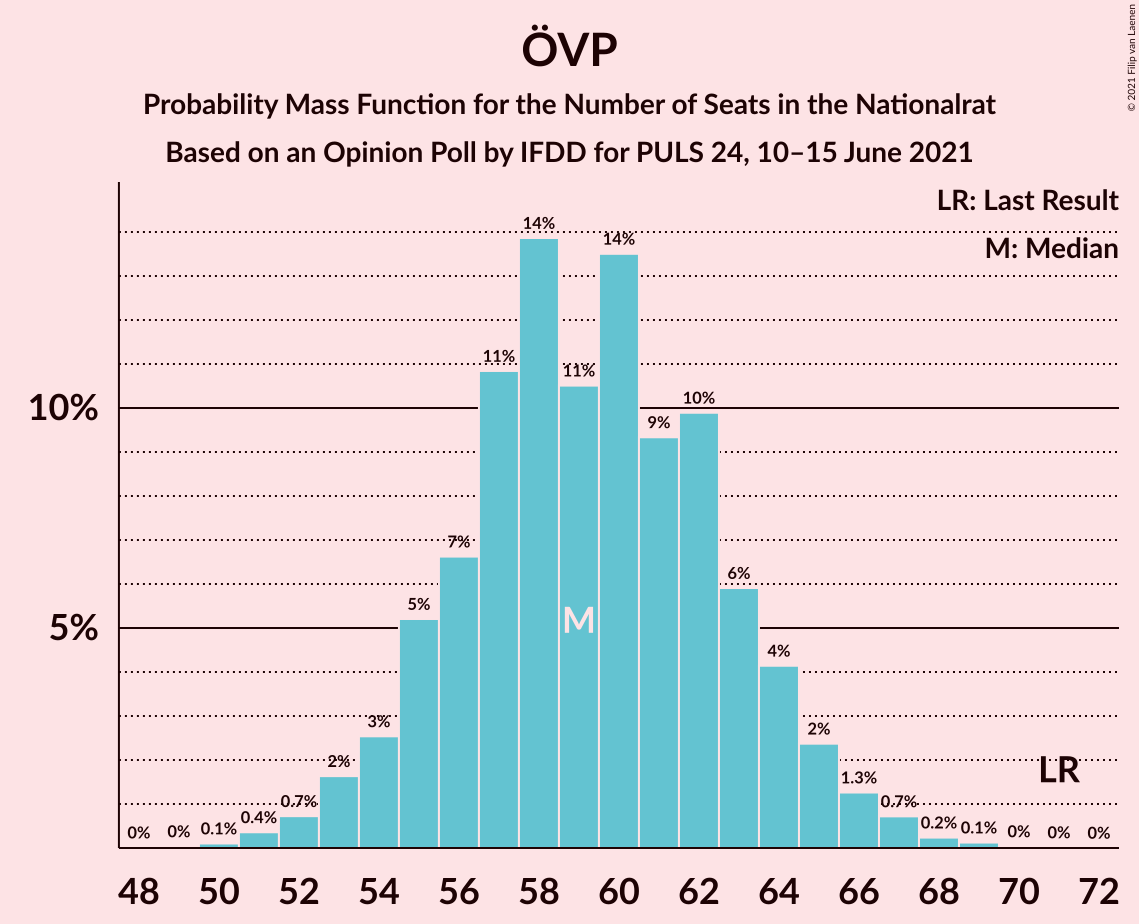 ÖVP
Probability Mass Function for the Number of Seats in the Nationalrat
Based on an Opinion Poll by IFDD for PULS 24, 10–15 June 2021
© 2021 Filip van Laenen
LR: Last Result
M: Median
10%
5%
0% 0% 0.1% 0.4% 0.7% 2% 3% 5% 7% 11% 14% 11% 14% 9% 10% 6% 4% 2% 1.3% 0.7% 0.2% 0.1% 0% 0% 0%
M
LR
48 50 52 54 56 58 60 62 64 66 68 70 72